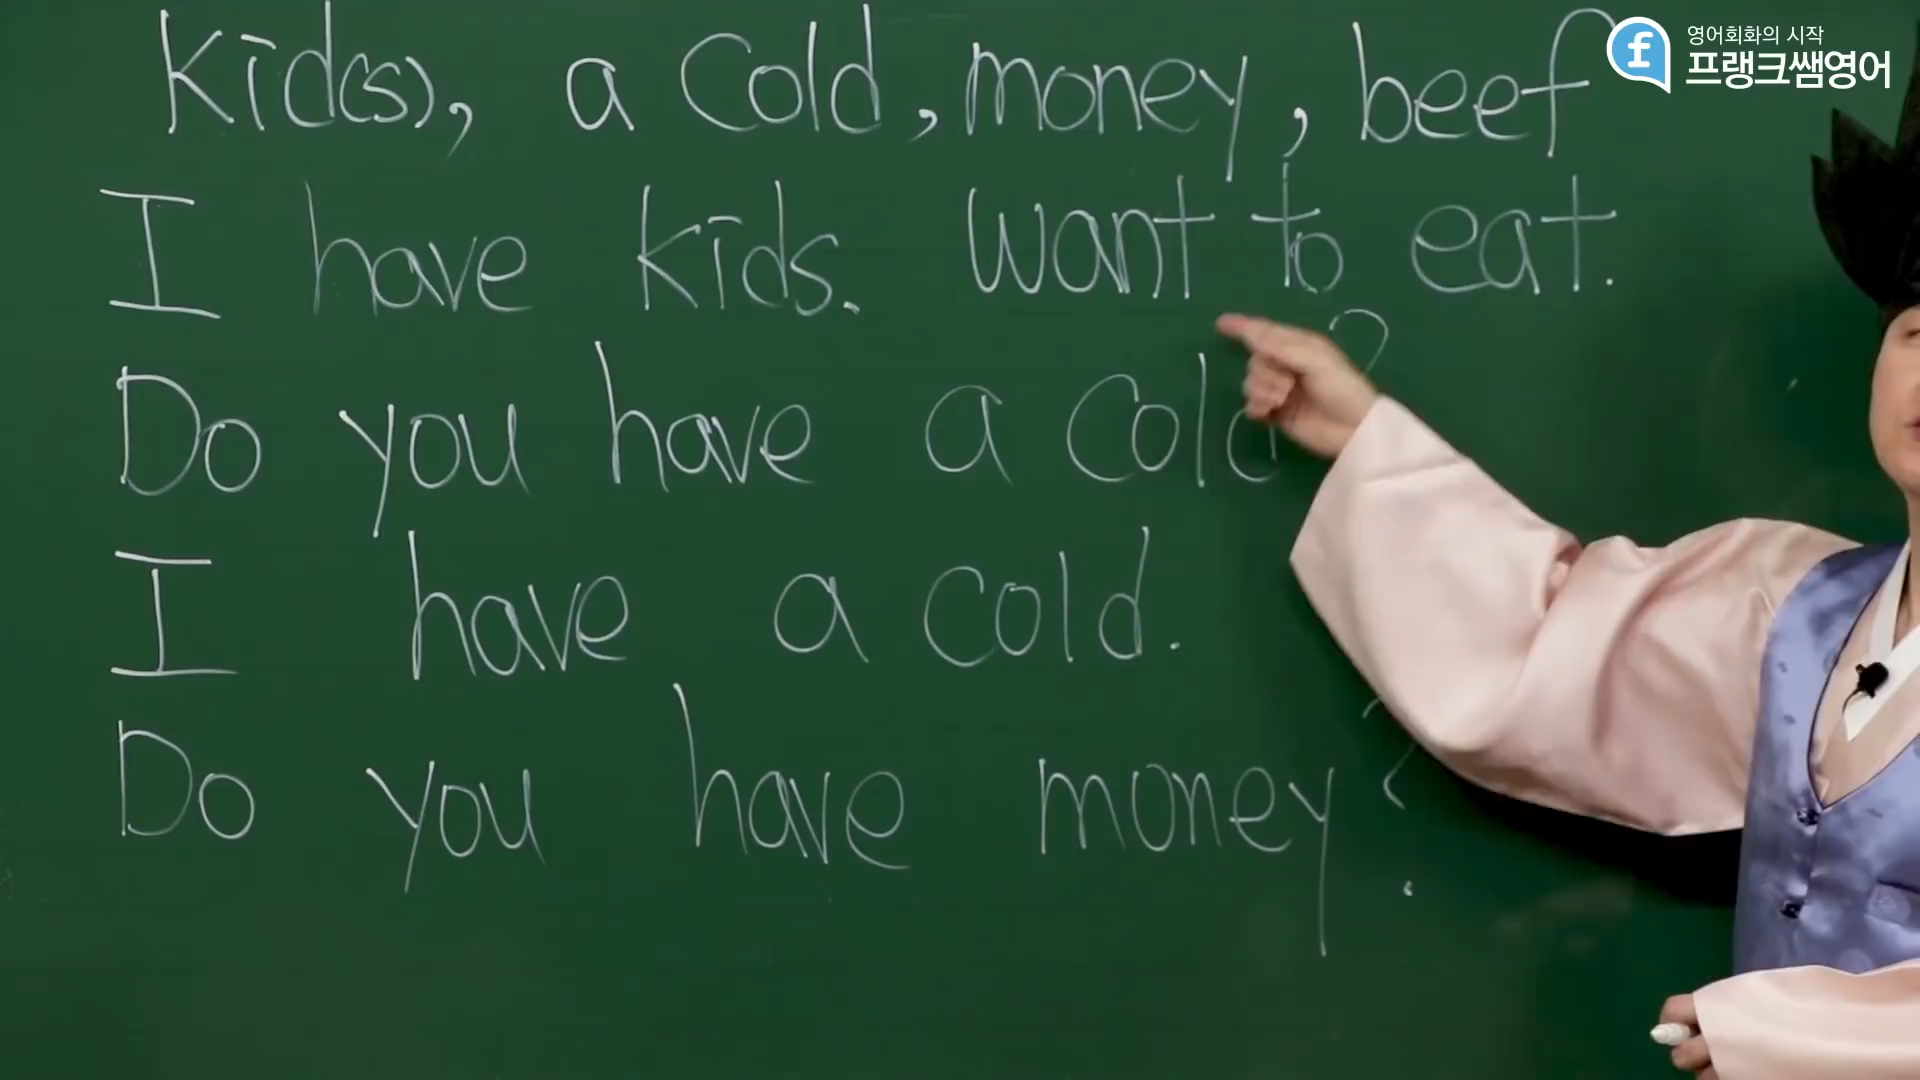 kid(s), a cold, money, beef
I have kids. want to eat.
Do you have a cold?
I have a cold.
Do you have money?
f
영어회화의 시작
프랭크쌤영어